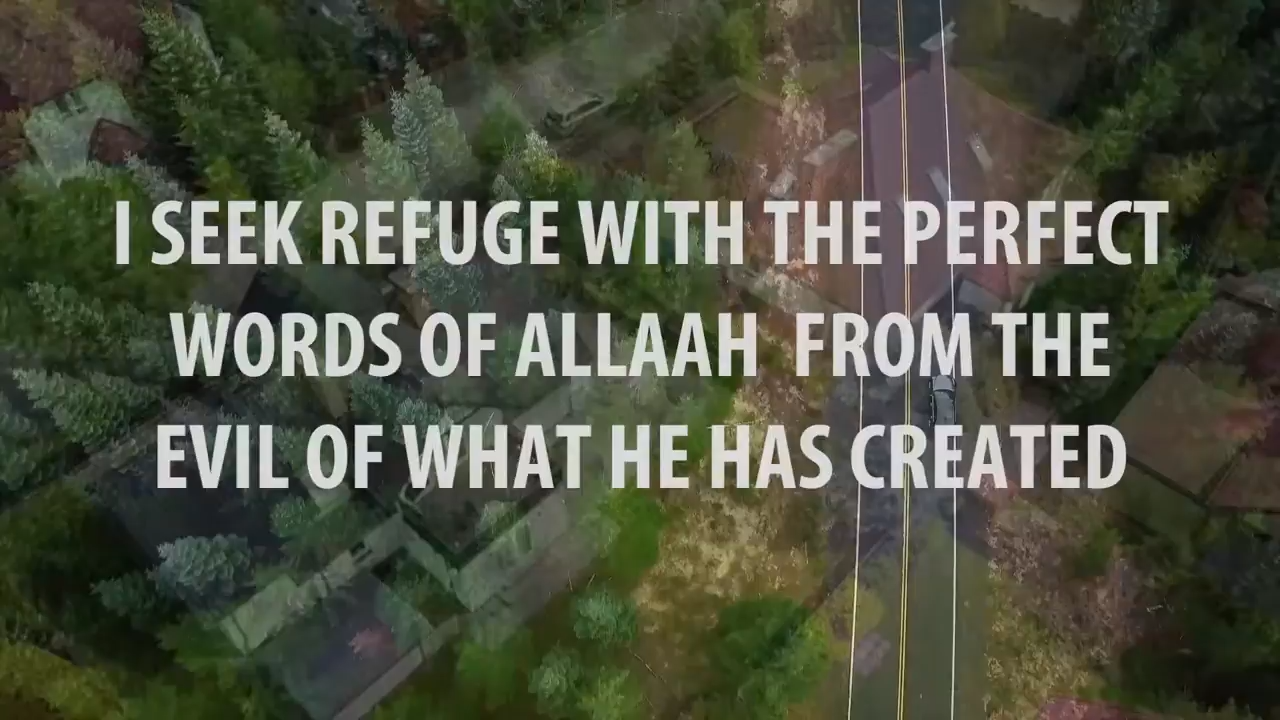 I SEEK REFUGE WITH THE PERFECT
WORDS OF ALLAAH FROM THE
EVIL OF WHAT HE HAS CREATED